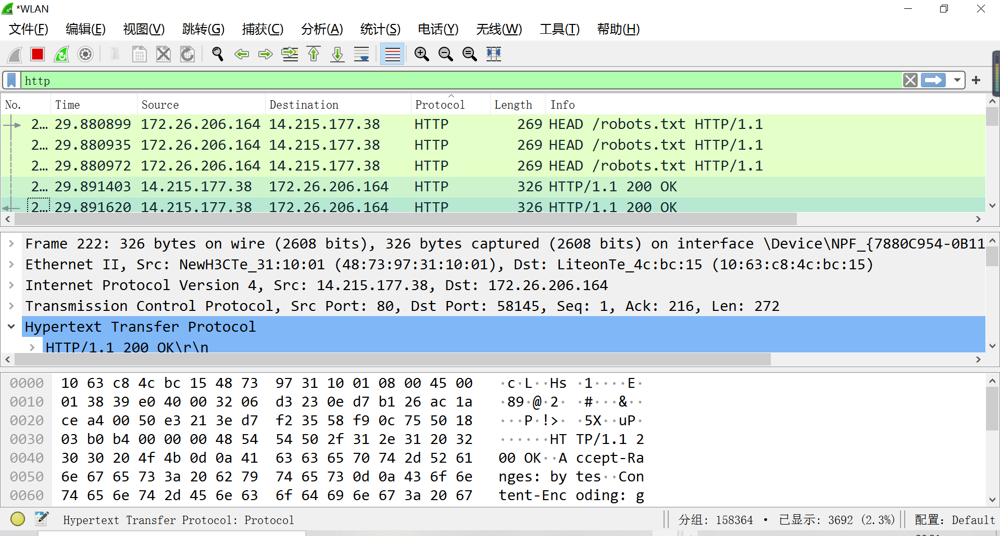 *WLAN
文件(F) 编辑(E) 视图(V) 跳转(G) 捕获(C) 分析(A) 统计(S) 电话(Y) 无线(W) 工具(T) 帮助(H)
http
No. Time Source Destination Protocol Length Info
2… 29.880899 172.26.206.164 14.215.177.38 HTTP 269 HEAD /robots.txt HTTP/1.1
2… 29.880935 172.26.206.164 14.215.177.38 HTTP 269 HEAD /robots.txt HTTP/1.1
2… 29.880972 172.26.206.164 14.215.177.38 HTTP 269 HEAD /robots.txt HTTP/1.1
2… 29.891403 14.215.177.38 172.26.206.164 HTTP 326 HTTP/1.1 200 OK
2… 29.891620 14.215.177.38 172.26.206.164 HTTP 326 HTTP/1.1 200 OK
Frame 222: 326 bytes on wire (2608 bits), 326 bytes captured (2608 bits) on interface \Device\NPF_{7880C954-0B11
Ethernet II, Src: NewH3CTe_31:10:01 (48:73:97:31:10:01), Dst: LiteonTe_4c:bc:15 (10:63:c8:4c:bc:15)
Internet Protocol Version 4, Src: 14.215.177.38, Dst: 172.26.206.164
Transmission Control Protocol, Src Port: 80, Dst Port: 58145, Seq: 1, Ack: 216, Len: 272
Hypertext Transfer Protocol
HTTP/1.1 200 OK\r\n
0000 10 63 c8 4c bc 15 48 73 97 31 10 01 08 00 45 00 ·c·L··Hs ·1····E·
0010 01 38 39 e0 40 00 32 06 d3 23 0e d7 b1 26 ac 1a ·89·@·2· ·#···&··
0020 ce a4 00 50 e3 21 3e d7 f2 35 58 f9 0c 75 50 18 ···P·!>· ·5X··uP·
0030 03 b0 b4 00 00 00 48 54 54 50 2f 31 2e 31 20 32 ······HT TP/1.1 2
0040 30 30 20 4f 4b 0d 0a 41 63 63 65 70 74 2d 52 61 00 OK··A ccept-Ra
0050 6e 67 65 73 3a 20 62 79 74 65 73 0d 0a 43 6f 6e nges: by tes··Con
0060 74 65 6e 74 2d 45 6e 63 6f 64 69 6e 67 3a 20 67 tent-Enc oding: g
Hypertext Transfer Protocol: Protocol 分组: 158364 · 已显示: 3692 (2.3%) 配置: Default